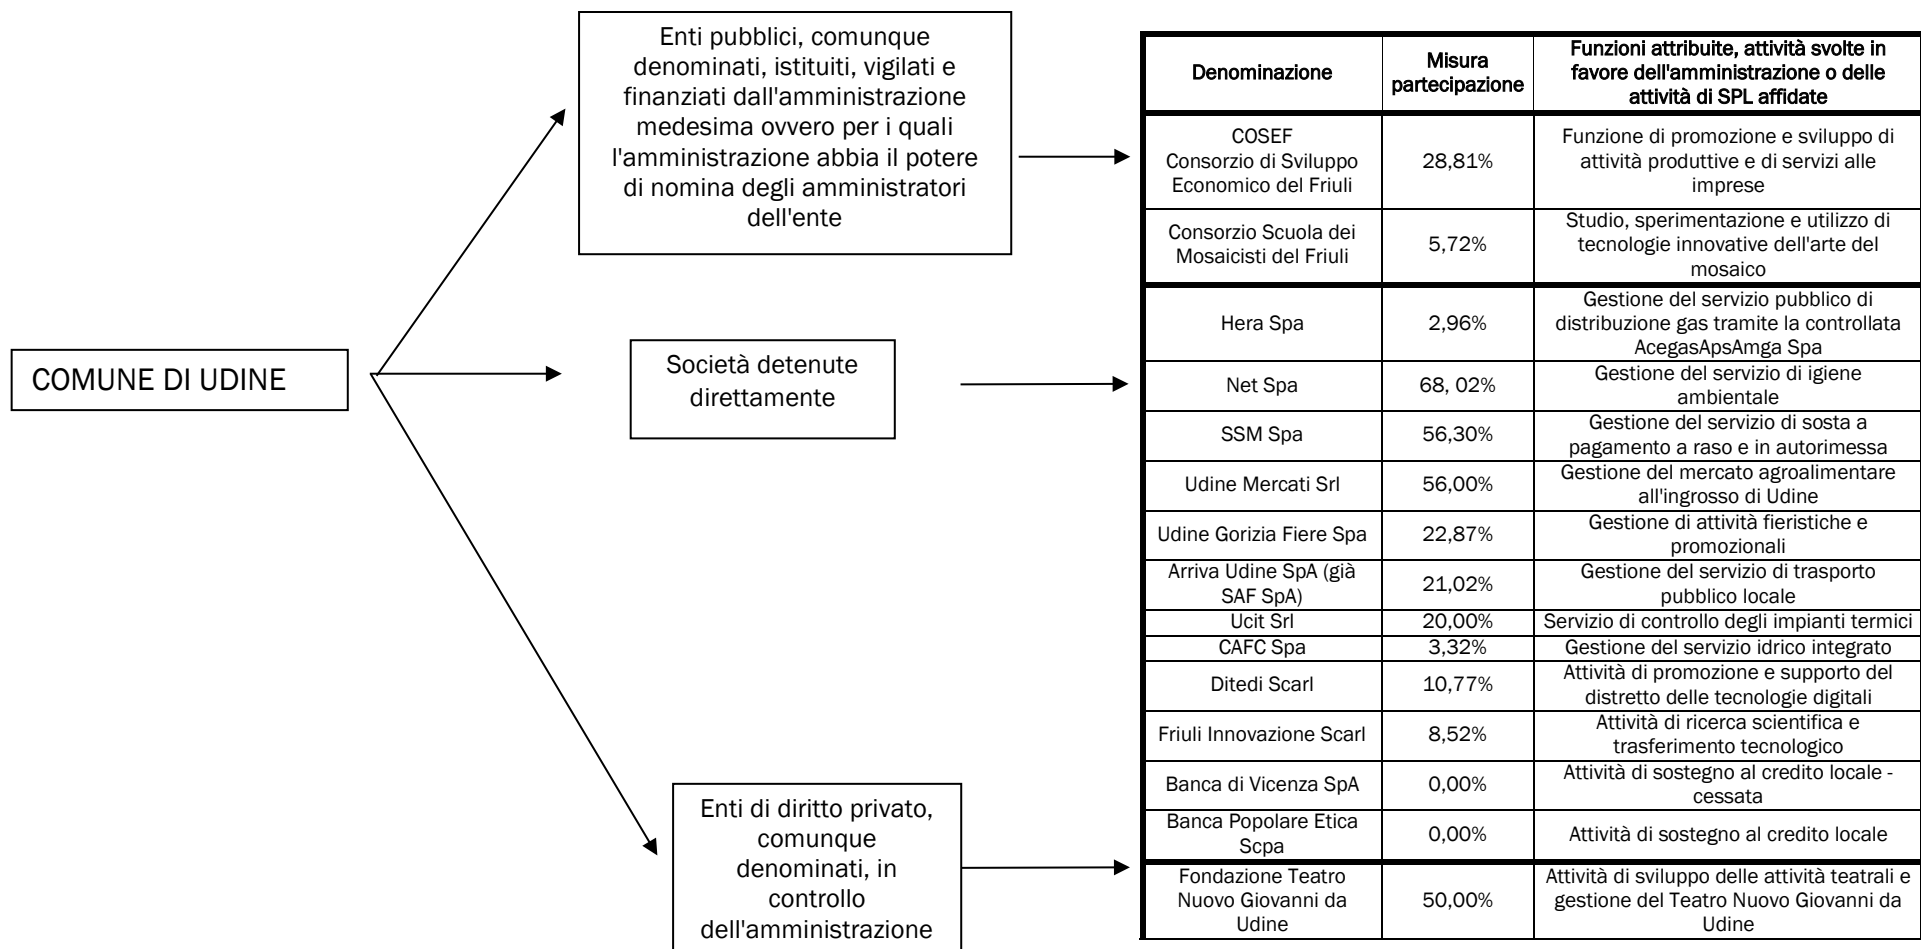 COMUNE DI UDINE
Enti pubblici, comunque
denominati, istituiti, vigilati e
finanziati dall'amministrazione
medesima ovvero per i quali
l'amministrazione abbia il potere
di nomina degli amministratori
dell'ente
Società detenute
direttamente
Enti di diritto privato,
comunque
denominati, in
controllo
dell'amministrazione
Denominazione
Misura
partecipazione
Funzioni attribuite, attività svolte in
favore dell'amministrazione o delle
attività di SPL affidate
COSEF
Consorzio di Sviluppo
Economico del Friuli
28,81%
Funzione di promozione e sviluppo di
attività produttive e di servizi alle
imprese
Consorzio Scuola dei
Mosaicisti del Friuli
5,72%
Studio, sperimentazione e utilizzo di
tecnologie innovative dell'arte del
mosaico
Hera Spa
2,96%
Gestione del servizio pubblico di
distribuzione gas tramite la controllata
AcegasApsAmga Spa
Net Spa
68, 02%
Gestione del servizio di igiene
ambientale
SSM Spa
56,30%
Gestione del servizio di sosta a
pagamento a raso e in autorimessa
Udine Mercati Srl
56,00%
Gestione del mercato agroalimentare
all'ingrosso di Udine
Udine Gorizia Fiere Spa
22,87%
Gestione di attività fieristiche e
promozionali
Arriva Udine SpA (già
SAF SpA)
21,02%
Gestione del servizio di trasporto
pubblico locale
Ucit Srl
20,00%
Servizio di controllo degli impianti termici
CAFC Spa
3,32%
Gestione del servizio idrico integrato
Ditedi Scarl
10,77%
Attività di promozione e supporto del
distretto delle tecnologie digitali
Friuli Innovazione Scarl
8,52%
Attività di ricerca scientifica e
trasferimento tecnologico
Banca di Vicenza SpA
0,00%
Attività di sostegno al credito locale -
cessata
Banca Popolare Etica
Scpa
0,00%
Attività di sostegno al credito locale
Fondazione Teatro
Nuovo Giovanni da
Udine
50,00%
Attività di sviluppo delle attività teatrali e
gestione del Teatro Nuovo Giovanni da
Udine